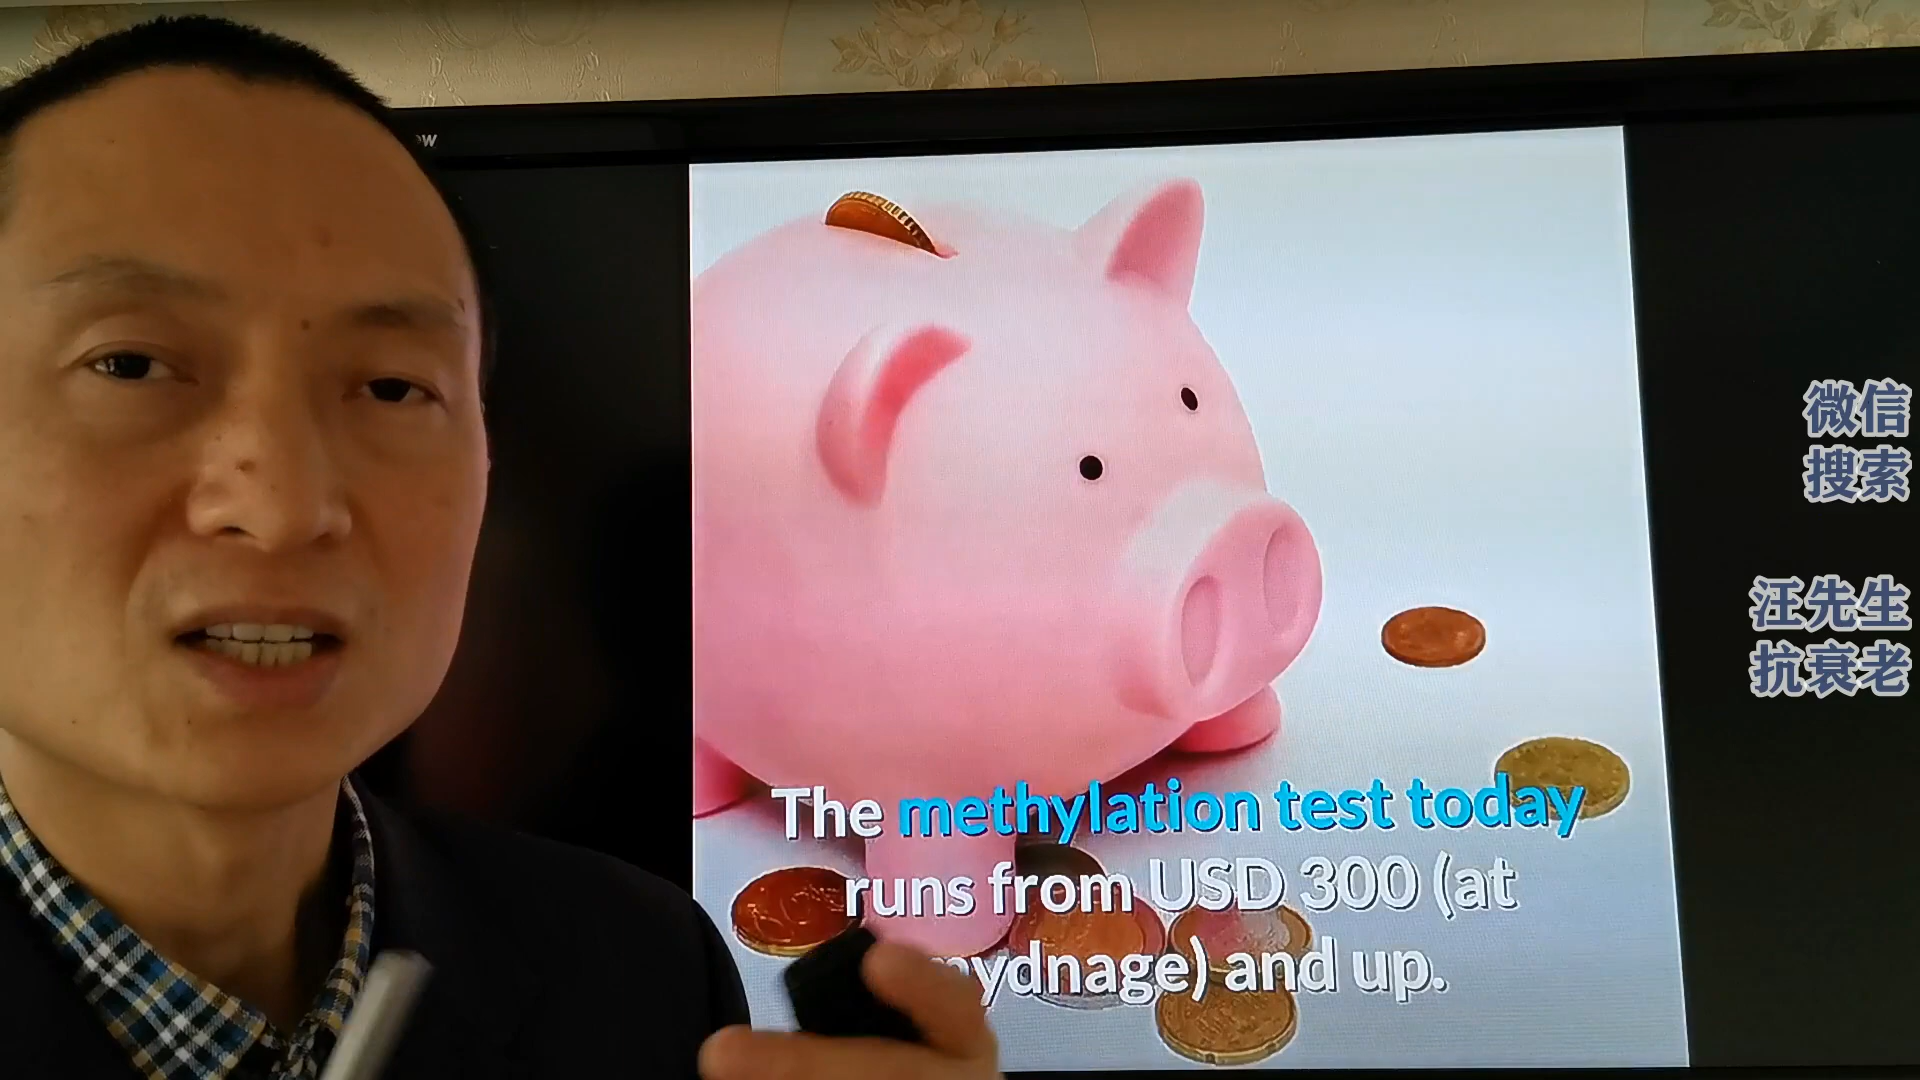 The methylation test today
runs from USD 300 (at
mydnage) and up.
微信
搜索
汪先生
抗衰老